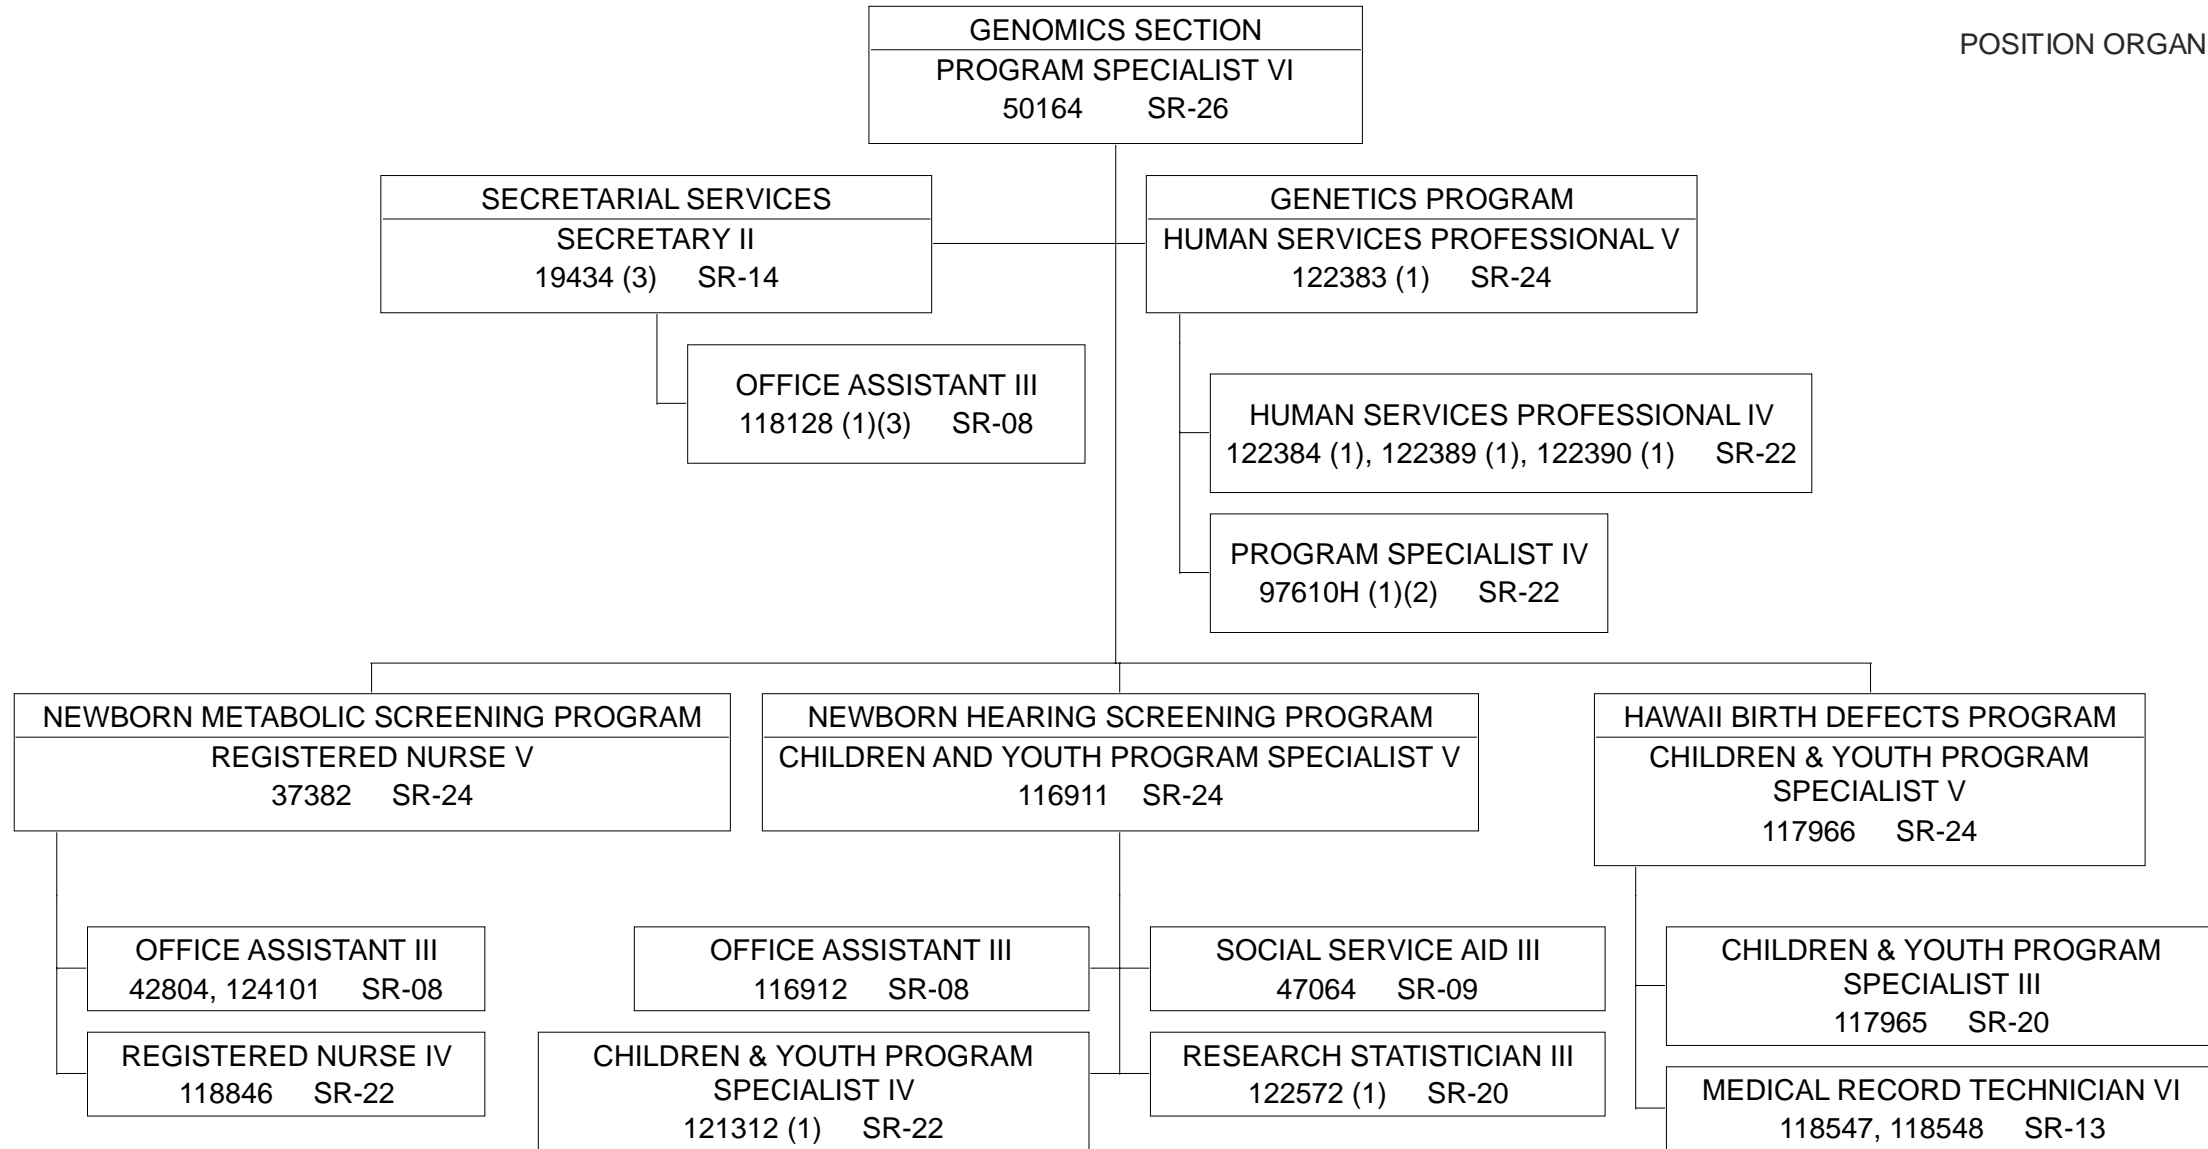 GENOMICS SECTION
PROGRAM SPECIALIST VI
50164 SR-26
POSITION ORGAN
SECRETARIAL SERVICES
SECRETARY II
19434 (3) SR-14
GENETICS PROGRAM
HUMAN SERVICES PROFESSIONAL V
122383 (1) SR-24
OFFICE ASSISTANT III
118128 (1)(3) SR-08
HUMAN SERVICES PROFESSIONAL IV
122384 (1), 122389 (1), 122390 (1) SR-22
PROGRAM SPECIALIST IV
97610H (1)(2) SR-22
NEWBORN METABOLIC SCREENING PROGRAM
REGISTERED NURSE V
37382 SR-24
NEWBORN HEARING SCREENING PROGRAM
CHILDREN AND YOUTH PROGRAM SPECIALIST V
116911 SR-24
HAWAII BIRTH DEFECTS PROGRAM
CHILDREN & YOUTH PROGRAM
SPECIALIST V
117966 SR-24
OFFICE ASSISTANT III
42804, 124101 SR-08
REGISTERED NURSE IV
118846 SR-22
OFFICE ASSISTANT III
116912 SR-08
SOCIAL SERVICE AID III
47064 SR-09
CHILDREN & YOUTH PROGRAM
SPECIALIST IV
121312 (1) SR-22
RESEARCH STATISTICIAN III
122572 (1) SR-20
CHILDREN & YOUTH PROGRAM
SPECIALIST III
117965 SR-20
MEDICAL RECORD TECHNICIAN VI
118547, 118548 SR-13